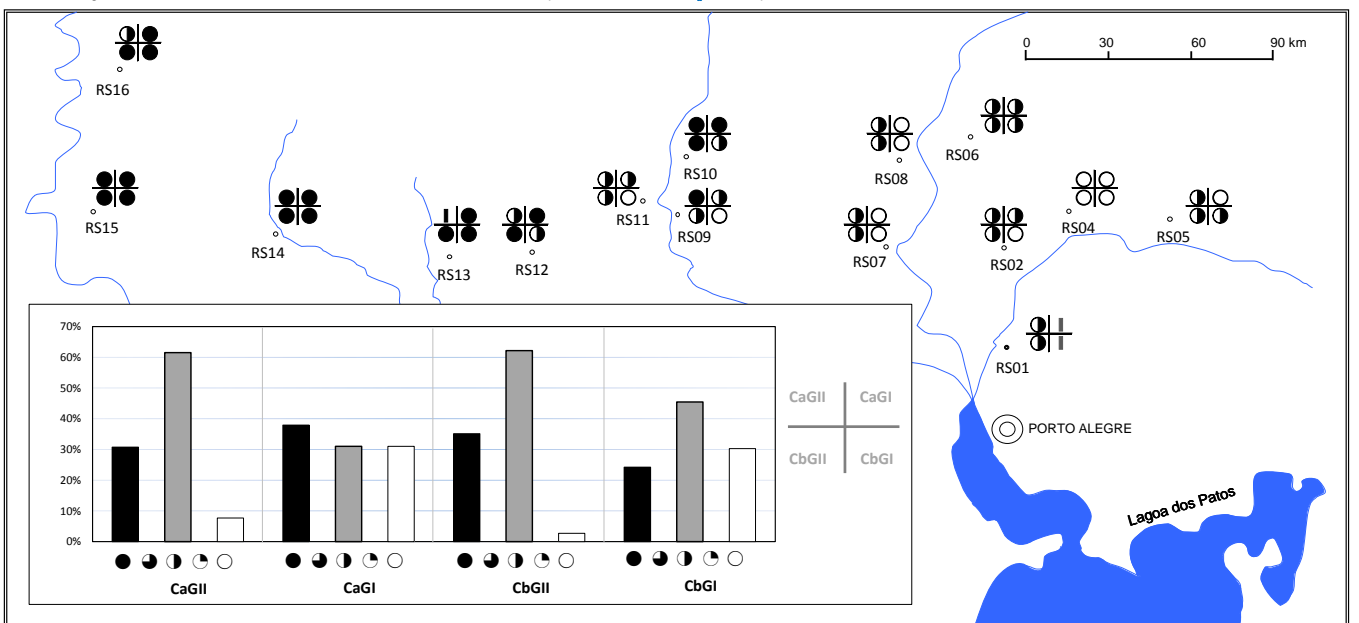 0 30 60 90 km
RS16
RS10
RS06
RS08
RS15
RS11
RS04
RS09
RS05
RS14
RS07
RS02
RS13
RS12
RS01
70%
60%
50%
40%
30%
20%
10%
0%
CaGII CaGI CbGII CbGI
CaGII CaGI
CbGII CbGI
PORTO ALEGRE
Lagoa dos Patos